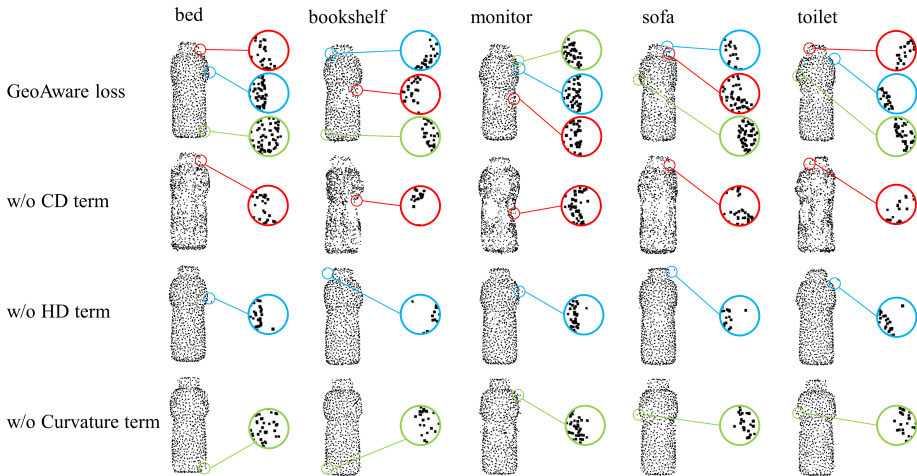 bed bookshelf monitor sofa toilet
GeoAware loss
w/o CD term
w/o HD term
w/o Curvature term